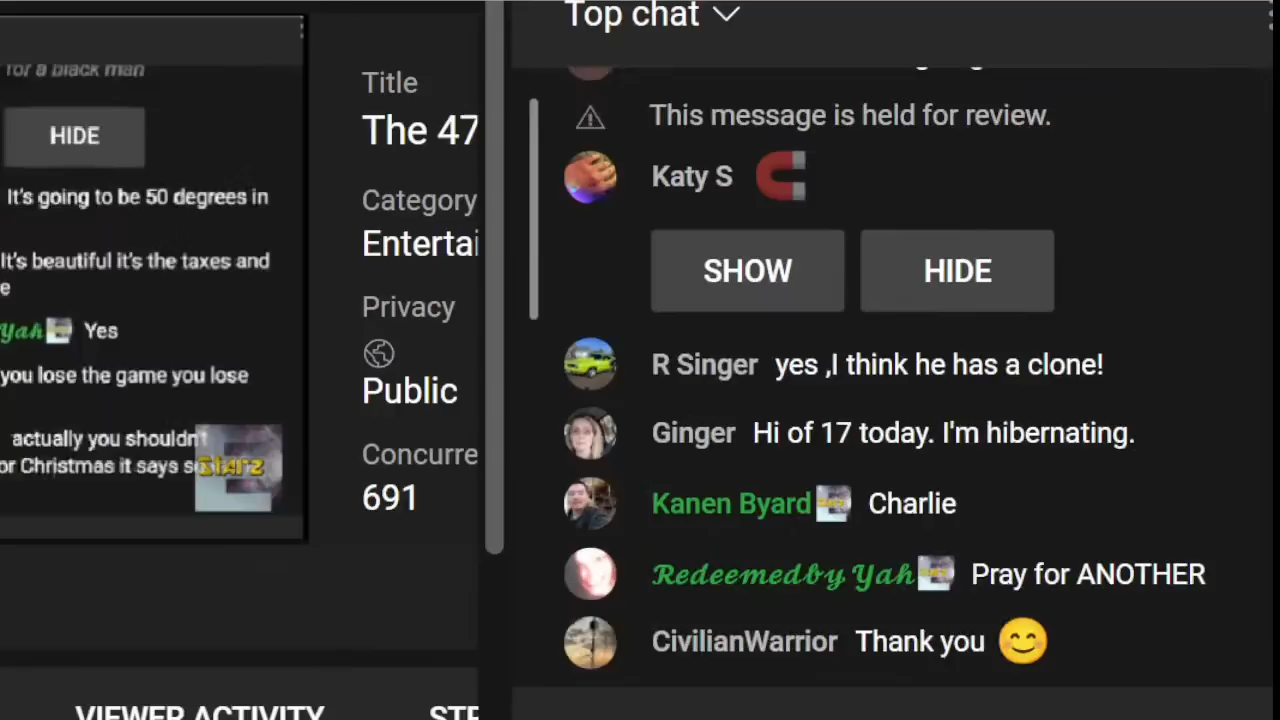 for a black man
HIDE
It's going to be 50 degrees in
It's beautiful it's the taxes and
e
Yah Yes
you lose the game you lose
actually you shouldn't
or Christmas it says s
Starz
Title
The 47
Category
Entertai
Privacy
Public
Concurre
691
VIEWER ACTIVITY
STR
Top chat
This message is held for review.
Katy S
SHOW
HIDE
R Singer yes ,I think he has a clone!
Ginger Hi of 17 today. I'm hibernating.
Kanen Byard Charlie
Redeemed by Yah Pray for ANOTHER
CivilianWarrior Thank you 😊